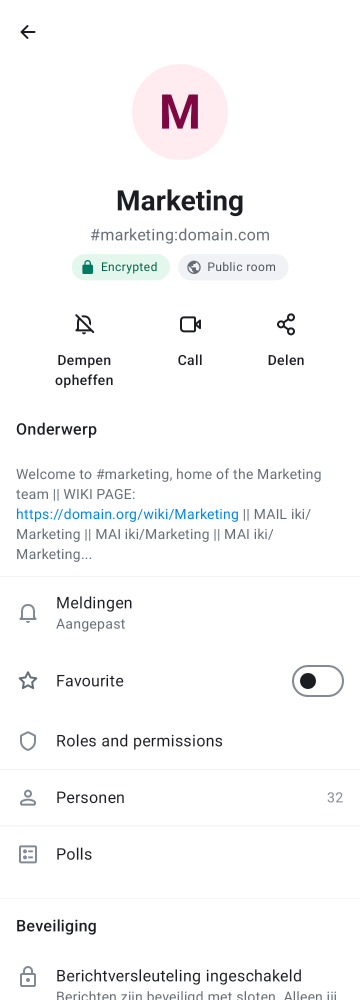 M
Marketing
#marketing:domain.com
Encrypted
Public room
Dempen
opheffen
Call
Delen
Onderwerp
Welcome to #marketing, home of the Marketing
team || WIKI PAGE:
https://domain.org/wiki/Marketing || MAIL iki/
Marketing || MAI iki/Marketing || MAI iki/
Marketing...
Meldingen
Aangepast
Favourite
Roles and permissions
Personen
32
Polls
Beveiliging
Berichtversleuteling ingeschakeld
Berichten zijn beveiligd met sloten. Alleen jij